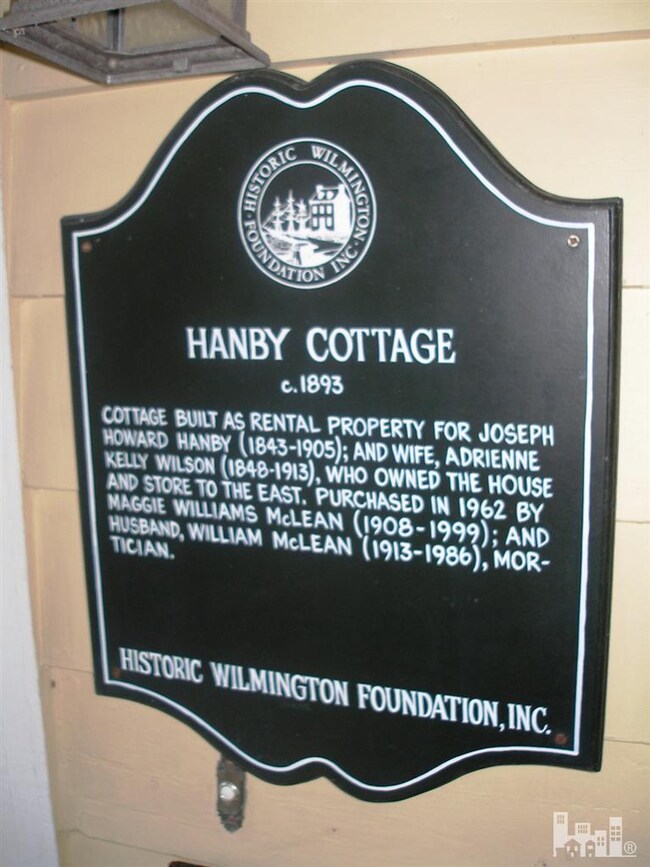 HISTORIC WILMINGTON
FOUNDATION INC.
HANBY COTTAGE
c.1893
COTTAGE BUILT AS RENTAL PROPERTY FOR JOSEPH
HOWARD HANBY (1843-1905); AND WIFE, ADRIENNE
KELLY WILSON (1848-1913), WHO OWNED THE HOUSE
AND STORE TO THE EAST. PURCHASED IN 1962 BY
MAGGIE WILLIAMS McLEAN (1908-1999); AND
HUSBAND, WILLIAM McLEAN (1913-1986), MOR-
TICIAN.
HISTORIC WILMINGTON FOUNDATION, INC.
®